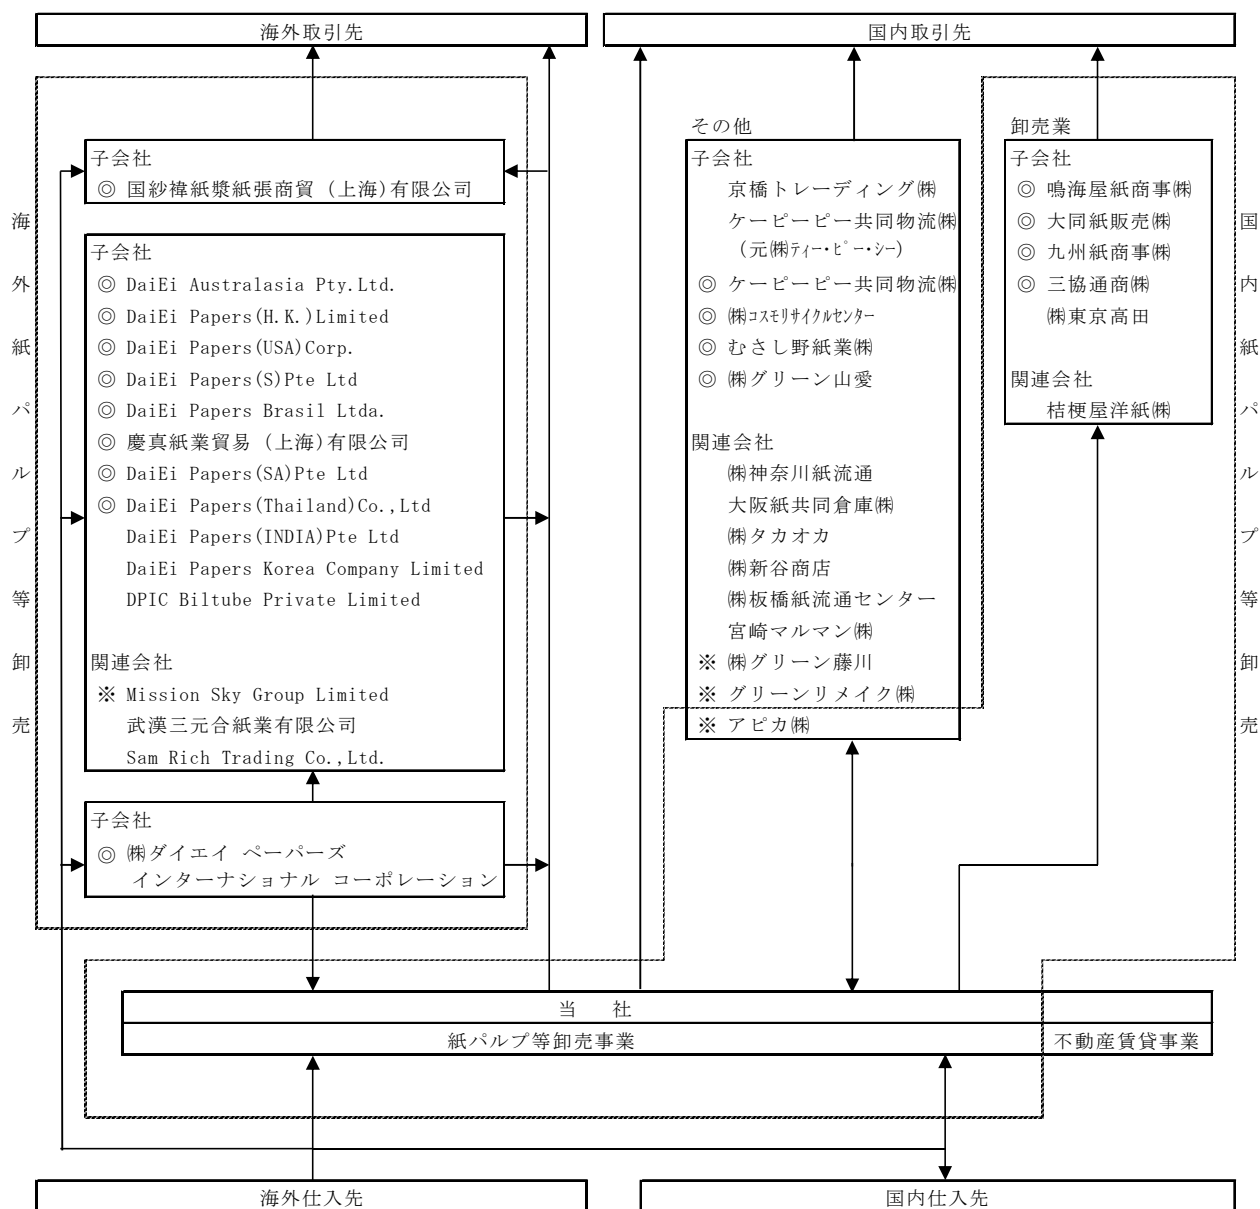 海外取引先
国内取引先
海外紙パルプ等卸売
子会社
◎ 国紗褘紙漿紙張商貿(上海)有限公司
子会社
◎ DaiEi Australasia Pty.Ltd.
◎ DaiEi Papers(H.K.)Limited
◎ DaiEi Papers(USA)Corp.
◎ DaiEi Papers(S)Pte Ltd
◎ DaiEi Papers Brasil Ltda.
◎ 慶真紙業貿易(上海)有限公司
◎ DaiEi Papers(SA)Pte Ltd
◎ DaiEi Papers(Thailand)Co.,Ltd
DaiEi Papers(INDIA)Pte Ltd
DaiEi Papers Korea Company Limited
DPIC Biltube Private Limited
関連会社
※ Mission Sky Group Limited
武漢三元合紙業有限公司
Sam Rich Trading Co.,Ltd.
子会社
◎ ㈱ダイエイ ペーパーズ
インターナショナル コーポレーション
その他
子会社
京橋トレーディング㈱
ケーピーピー共同物流㈱
(元㈱ティー・ピー・シー)
◎ ケーピーピー共同物流㈱
◎ ㈱コスモリサイクルセンター
◎ むさし野紙業㈱
◎ ㈱グリーン山愛
関連会社
㈱神奈川紙流通
大阪紙共同倉庫㈱
㈱タカオカ
㈱新谷商店
㈱板橋紙流通センター
宮崎マルマン㈱
※ ㈱グリーン藤川
※ グリーンリメイク㈱
※ アピカ㈱
卸売業
子会社
◎ 鳴海屋紙商事㈱
◎ 大同紙販売㈱
◎ 九州紙商事㈱
◎ 三協通商㈱
㈱東京高田
関連会社
桔梗屋洋紙㈱
国内紙パルプ等卸売
当 社
紙パルプ等卸売事業
不動産賃貸事業
海外仕入先
国内仕入先